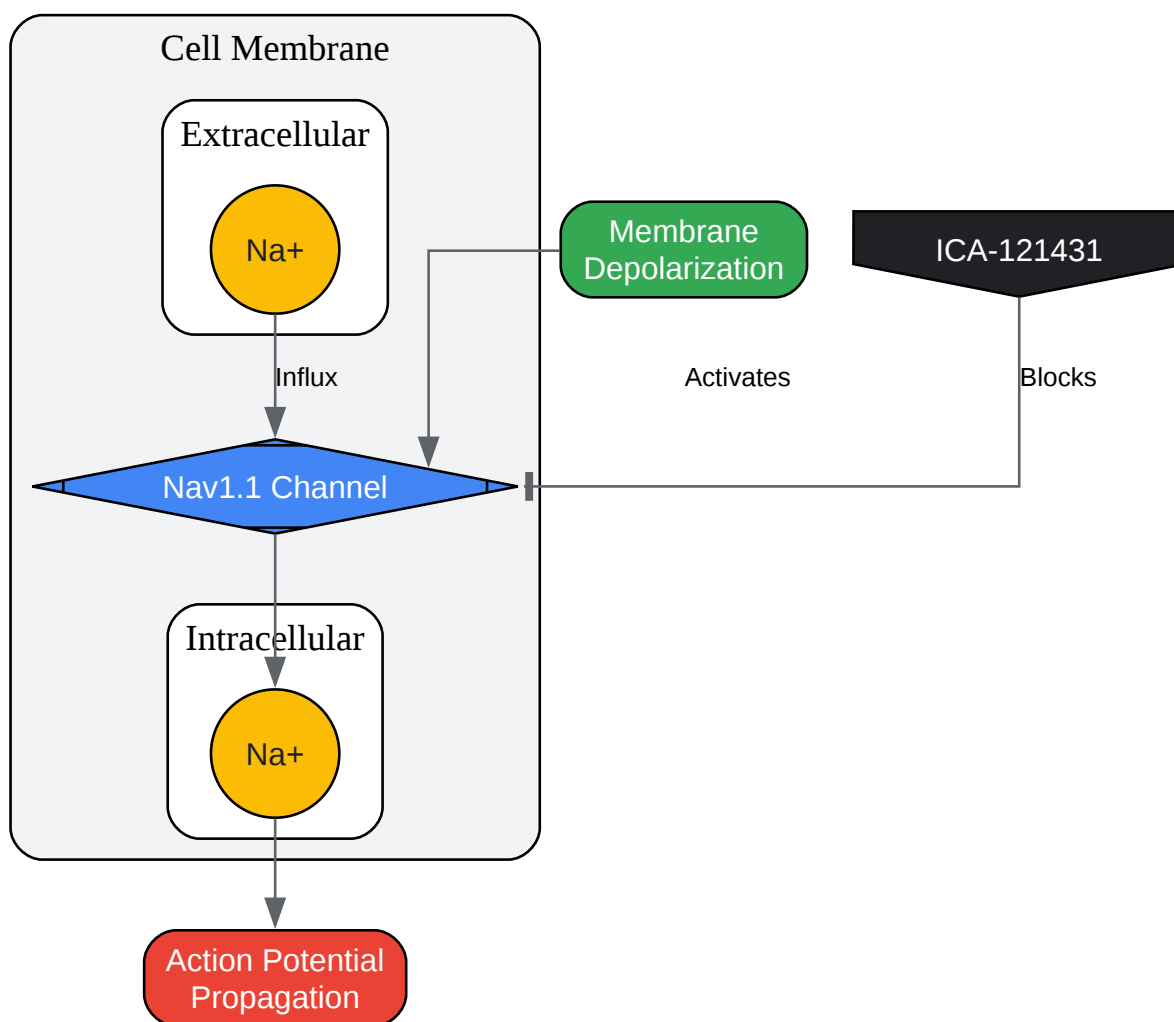 Cell Membrane
Extracellular
Na+
Membrane
Depolarization
ICA-121431
Influx
Activates
Blocks
Nav1.1 Channel
Intracellular
Na+
Action Potential
Propagation